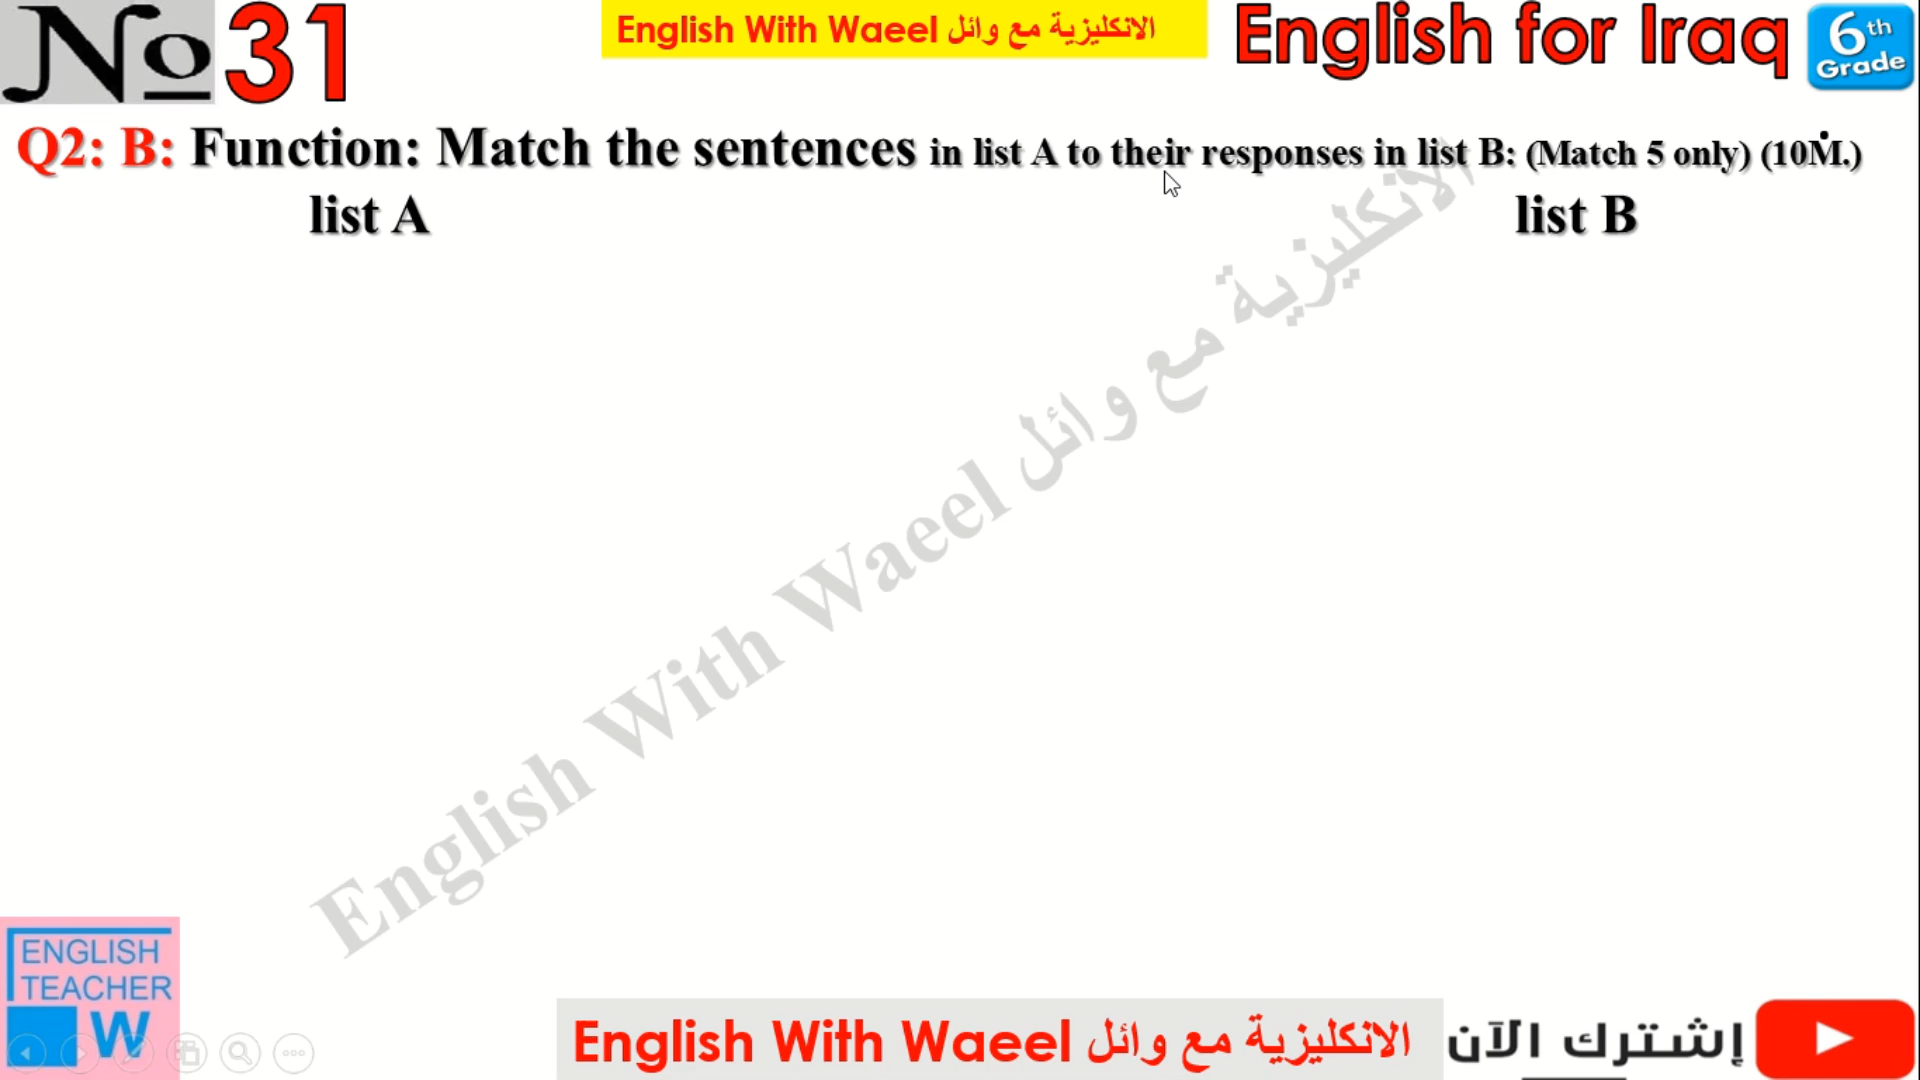 No 31
English With Waeel الانكليزية مع وائل
English for Iraq
6th Grade
Q2: B: Function: Match the sentences in list A to their responses in list B: (Match 5 only) (10M.)
list A
list B
English With Waeel الانكليزية مع وائل
ENGLISH
TEACHER
W
English With Waeel الانكليزية مع وائل
إشترك الآن